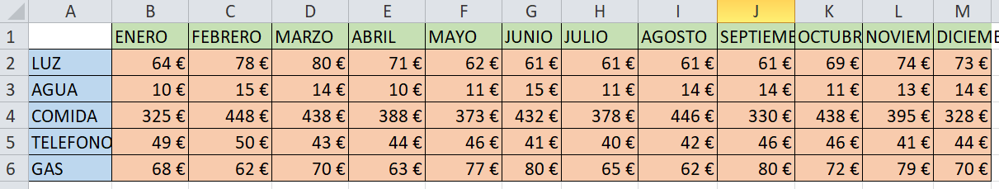 A B C D E F G H I J K L M
1 ENERO FEBRERO MARZO ABRIL MAYO JUNIO JULIO AGOSTO SEPTIEME OCTUBR NOVIEM DICIEME
2 LUZ 64 € 78 € 80 € 71 € 62 € 61 € 61 € 61 € 61 € 69 € 74 € 73 €
3 AGUA 10 € 15 € 14 € 10 € 11 € 15 € 11 € 14 € 14 € 11 € 13 € 14 €
4 COMIDA 325 € 448 € 438 € 388 € 373 € 432 € 378 € 446 € 330 € 438 € 395 € 328 €
5 TELEFONO 49 € 50 € 43 € 44 € 46 € 41 € 40 € 42 € 46 € 46 € 41 € 44 €
6 GAS 68 € 62 € 70 € 63 € 77 € 80 € 65 € 62 € 80 € 72 € 79 € 70 €